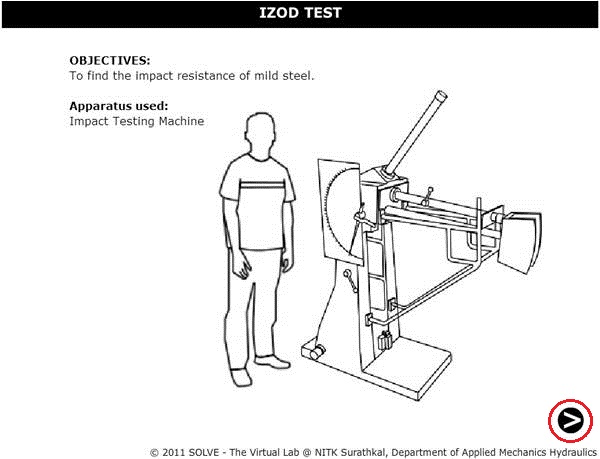 IZOD TEST
OBJECTIVES:
To find the impact resistance of mild steel.
Apparatus used:
Impact Testing Machine
© 2011 SOLVE - The Virtual Lab @ NITK Surathkal, Department of Applied Mechanics Hydraulics